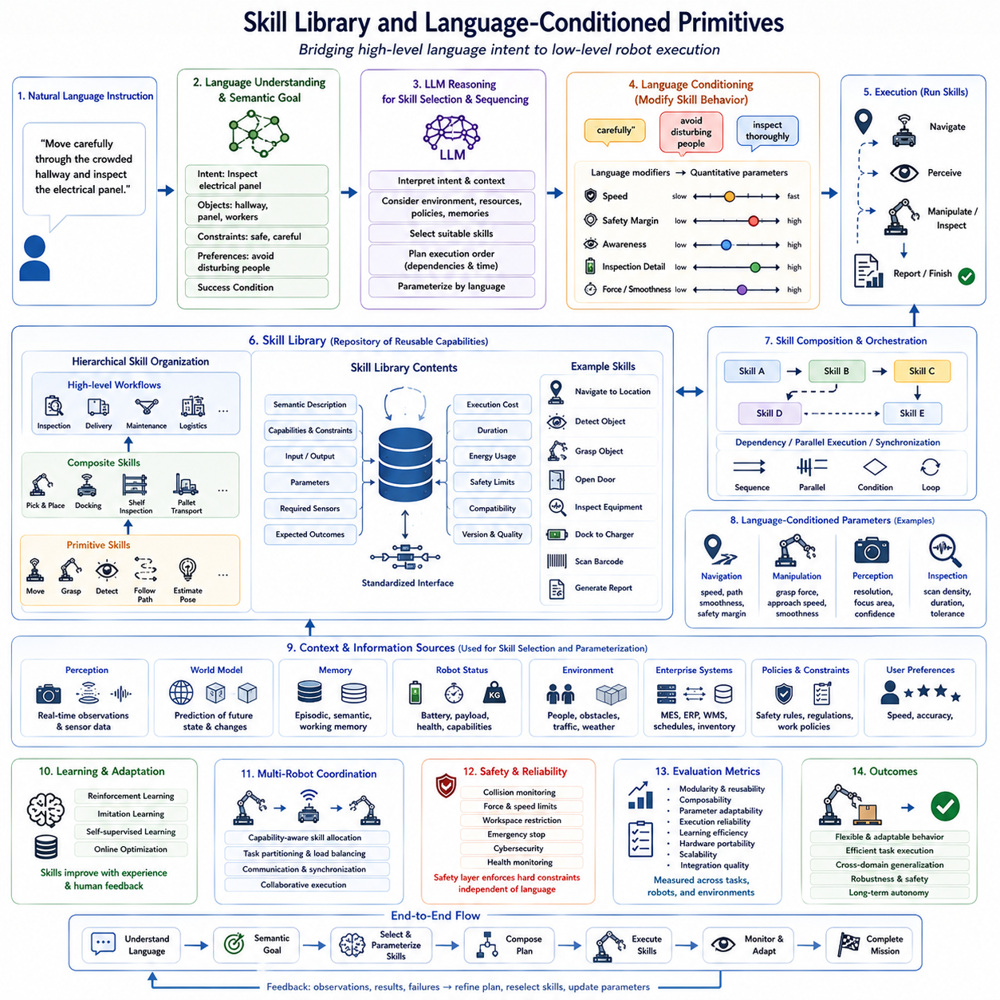 Skill Library and Language-Conditioned Primitives
Bridging high-level language intent to low-level robot execution
1. Natural Language Instruction
"Move carefully
through the crowded
hallway and inspect
the electrical panel."
2. Language Understanding
& Semantic Goal
Intent: Inspect
electrical panel
Objects: hallway,
panel, workers
Constraints: safe, careful
Preferences: avoid
disturbing people
Success Condition
3. LLM Reasoning
for Skill Selection & Sequencing
LLM
Interpret intent & context
Consider environment, resources,
policies, memories
Select suitable skills
Plan execution order
(dependencies & time)
Parameterize by language
4. Language Conditioning
(Modify Skill Behavior)
carefully"
avoid
disturbing
people
inspect
thoroughly
Language modifiers → Quantitative parameters
Speed slow fast
Safety Margin low high
Awareness low high
Inspection Detail low high
Force / Smoothness low high
5. Execution (Run Skills)
Navigate
Perceive
Manipulate /
Inspect
Report / Finish
6. Skill Library (Repository of Reusable Capabilities)
Hierarchical Skill Organization
High-level Workflows
Inspection Delivery Maintenance Logistics ...
Composite Skills
Pick & Place Docking Shelf
Inspection Pallet
Transport ...
Primitive Skills
Move Grasp Detect Follow
Path Estimate
Pose ...
Skill Library Contents
Semantic Description
Capabilities & Constraints
Input / Output
Parameters
Required Sensors
Expected Outcomes
Execution Cost
Duration
Energy Usage
Safety Limits
Compatibility
Version & Quality
Standardized Interface
Example Skills
Navigate to Location
Detect Object
Grasp Object
Open Door
Inspect Equipment
Dock to Charger
Scan Barcode
Generate Report
7. Skill Composition & Orchestration
Skill A Skill B Skill C
Skill D Skill E
Dependency / Parallel Execution / Synchronization
Sequence Parallel Condition Loop
8. Language-Conditioned Parameters (Examples)
Navigation
speed, path
smoothness,
safety margin
Manipulation
grasp force,
approach speed,
smoothness
Perception
resolution,
focus area,
confidence
Inspection
scan density,
duration,
tolerance
9. Context & Information Sources (Used for Skill Selection and Parameterization)
Perception
Real-time observations
& sensor data
World Model
Prediction of future
state & changes
Memory
Episodic, semantic,
working memory
Robot Status
KG
Battery, payload,
health, capabilities
Environment
People, obstacles,
traffic, weather
Enterprise Systems
MES, ERP, WMS,
schedules, inventory
Policies & Constraints
Safety rules, regulations,
work policies
User Preferences
Speed, accuracy,
10. Learning & Adaptation
Reinforcement Learning
Imitation Learning
Self-supervised Learning
Online Optimization
Skills improve with experience
& human feedback
11. Multi-Robot Coordination
Capability-aware skill allocation
Task partitioning & load balancing
Communication & synchronization
Collaborative execution
12. Safety & Reliability
Collision monitoring
Force & speed limits
Workspace restriction
Emergency stop
Cybersecurity
Health monitoring
Safety layer enforces hard constraints
independent of language
13. Evaluation Metrics
• Modularity & reusability
• Composability
• Parameter adaptability
• Execution reliability
• Learning efficiency
• Hardware portability
• Scalability
• Integration quality
Measured across tasks,
robots, and environments
14. Outcomes
Flexible & adaptable behavior
Efficient task execution
Cross-domain generalization
Robustness & safety
Long-term autonomy
End-to-End Flow
Understand
Language
Semantic
Goal
Select &
Parameterize
Skills
Compose
Plan
Execute
Skills
Monitor &
Adapt
Complete
Mission
Feedback: observations, results, failures → refine plan, reselect skills, update parameters